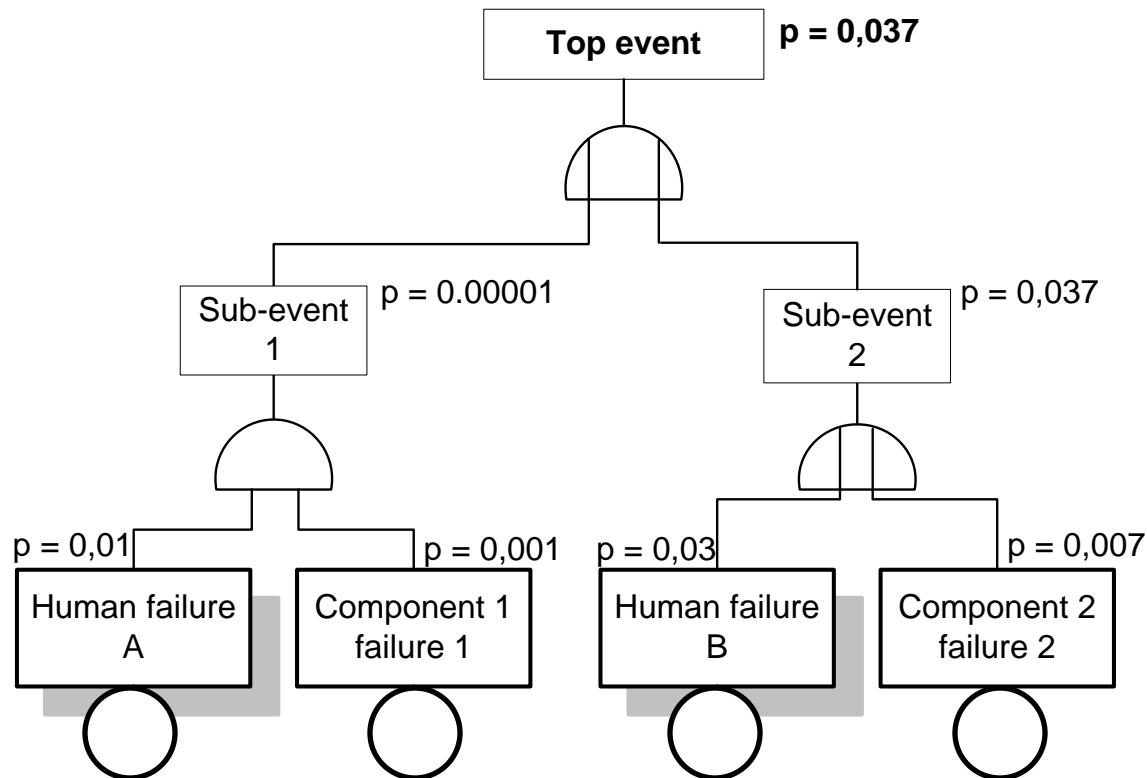 Top event
p = 0,037
Sub-event
1
p = 0.00001
Sub-event
2
p = 0,037
p = 0,01
Human failure
A
p = 0,001
Component 1
failure 1
p = 0,03
Human failure
B
p = 0,007
Component 2
failure 2